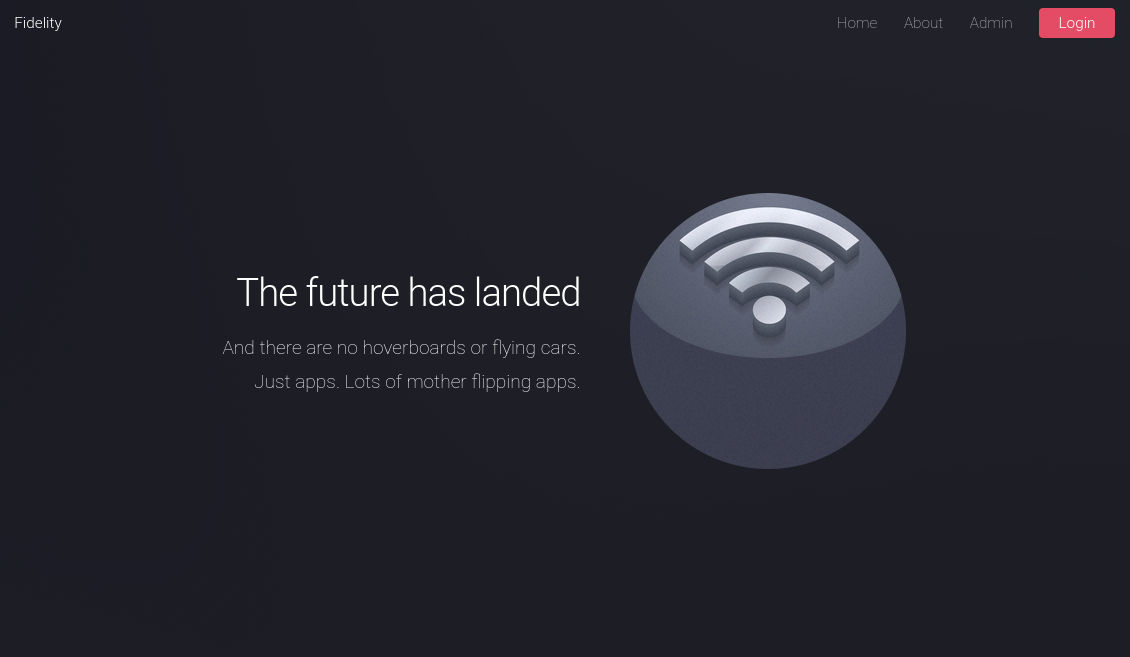 Fidelity
Home About Admin Login
The future has landed
And there are no hoverboards or flying cars.
Just apps. Lots of mother flipping apps.